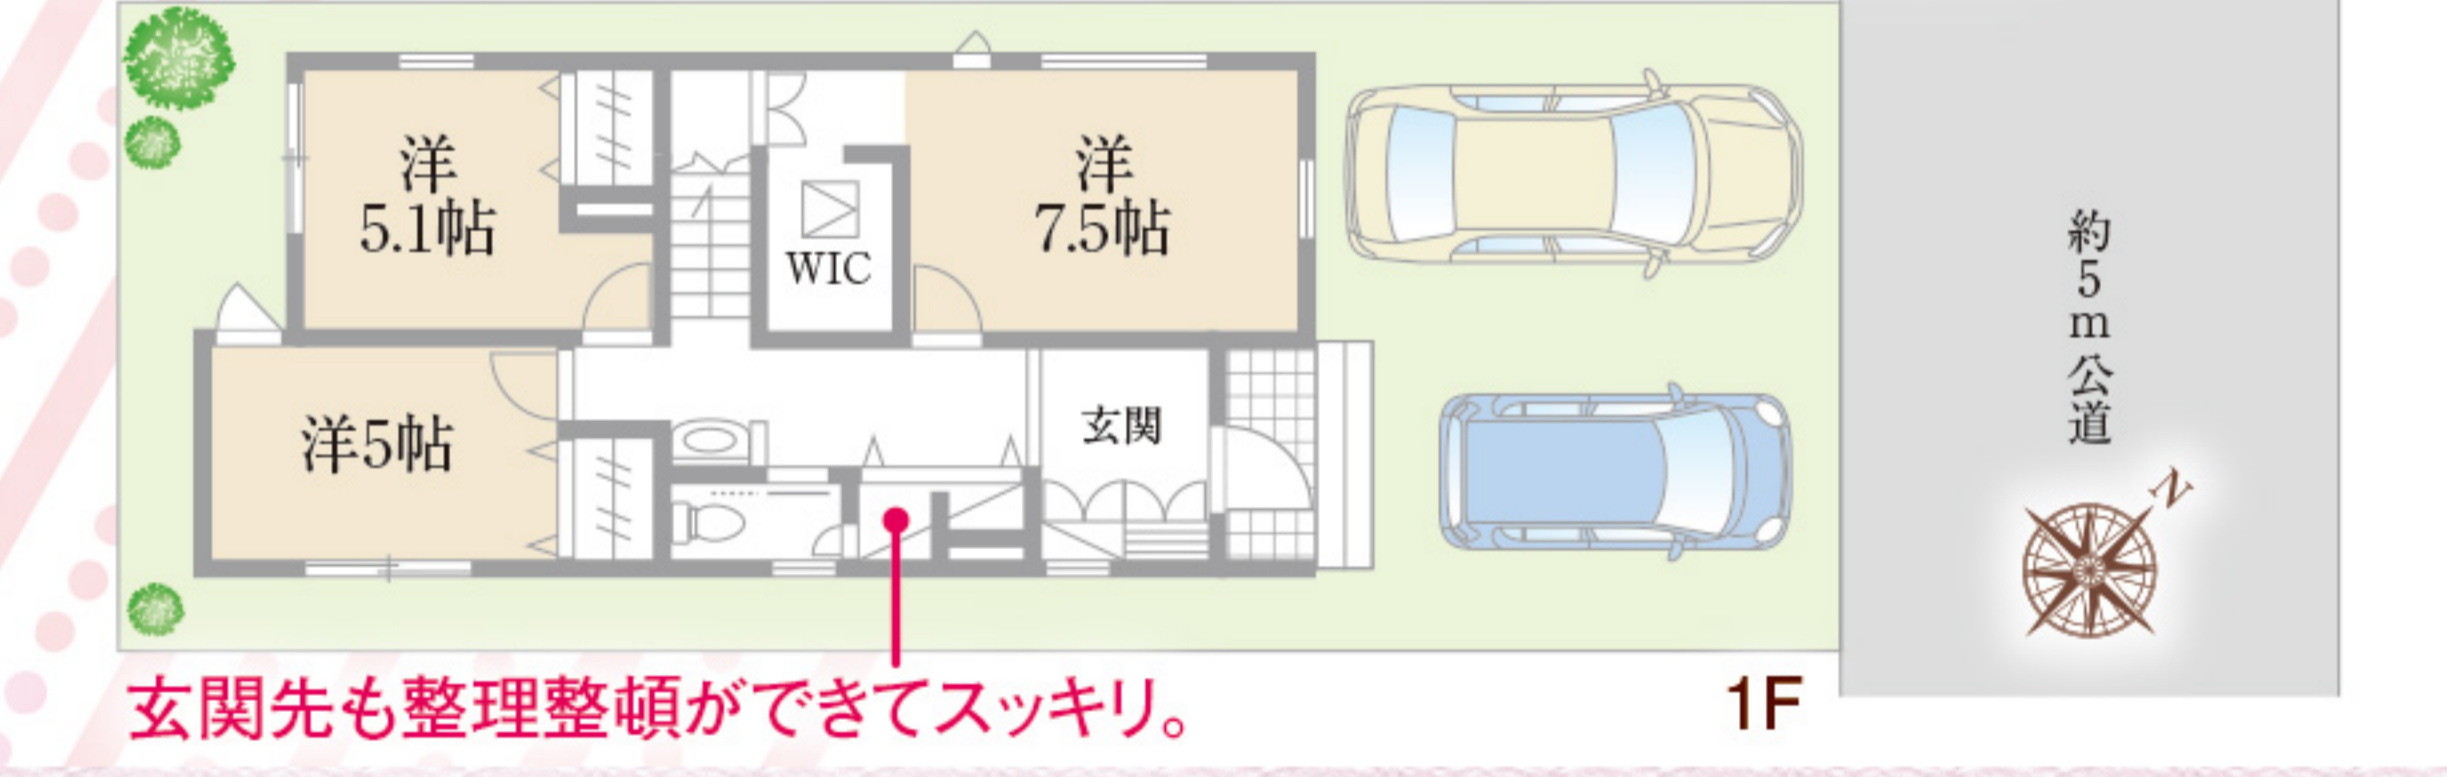 洋
5.1帖
WIC
洋
7.5帖
洋5帖
玄関
約5m公道
N
玄関先も整理整頓ができてスッキリ。
1F